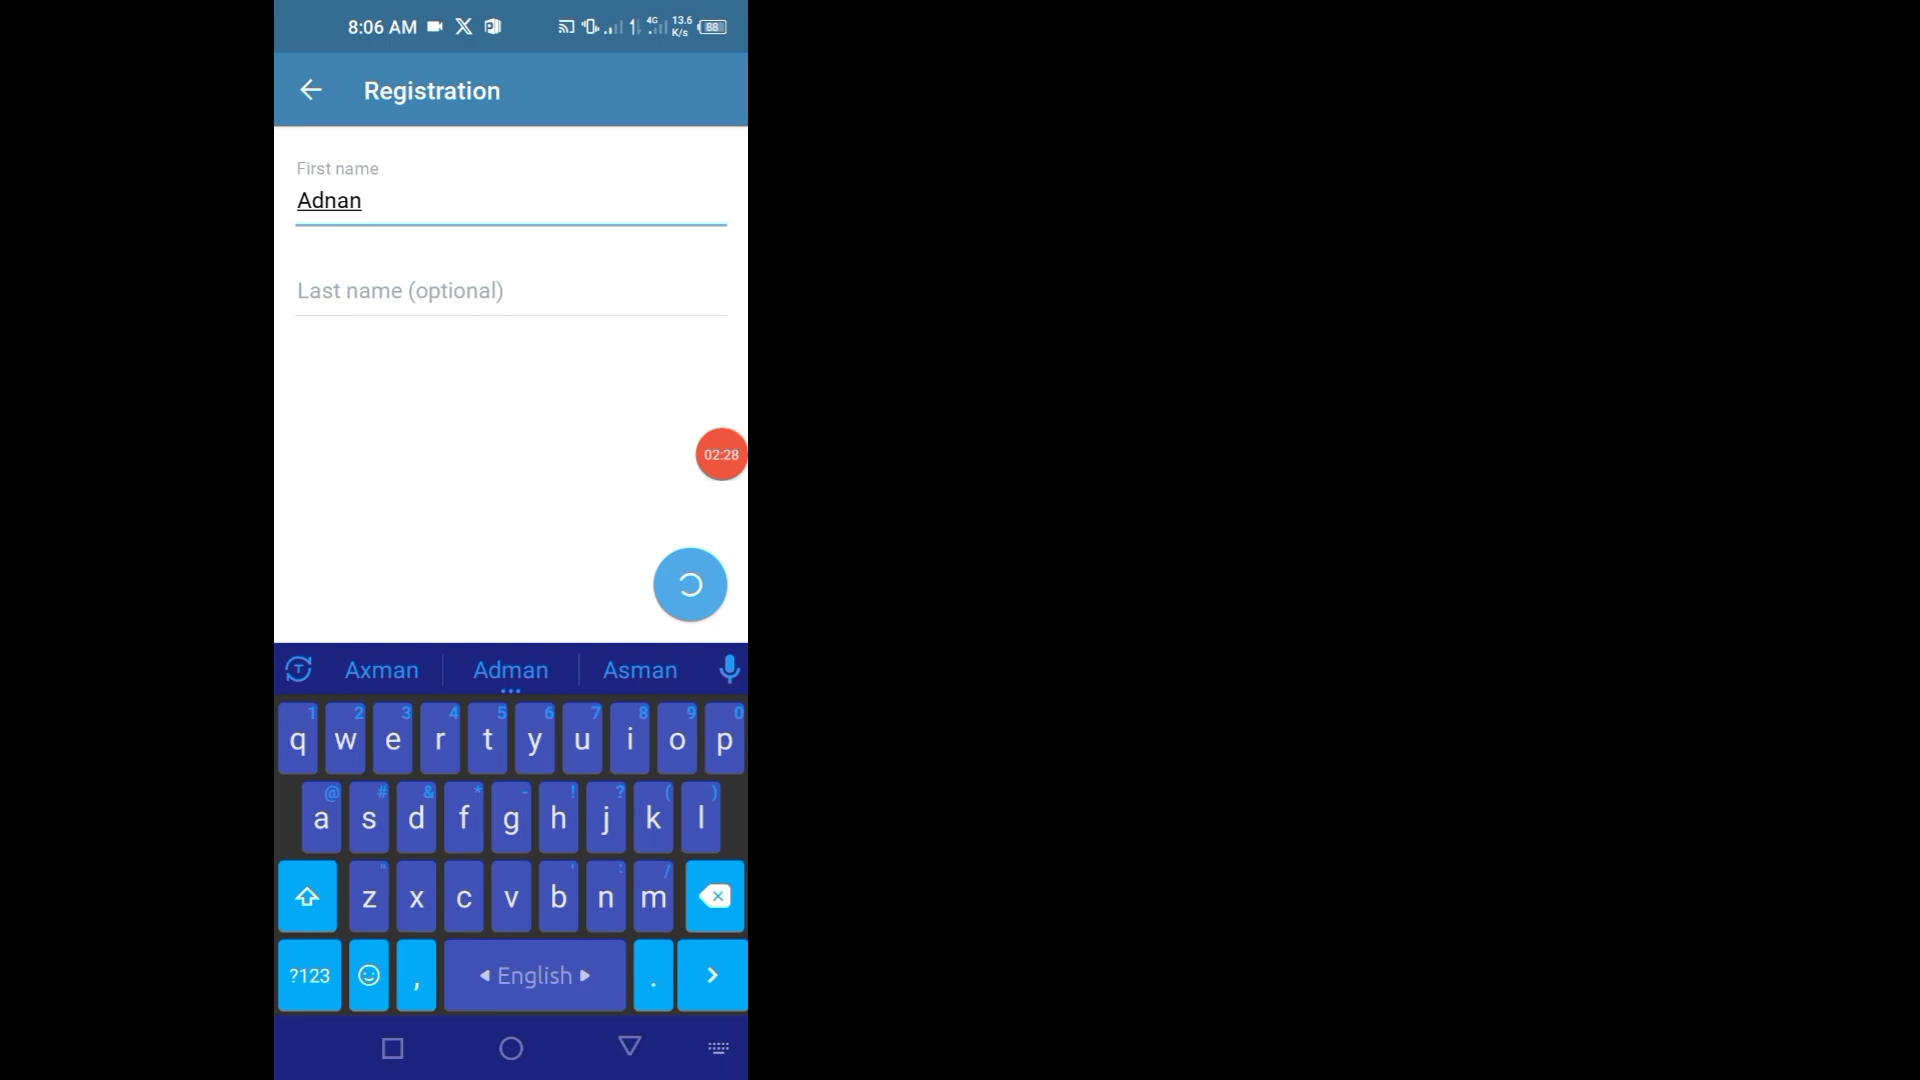 8:06 AM 4G 13.6 K/s 88
Registration
First name
Adnan
Last name (optional)
02:28
Axman Adman Asman
1 2 3 4 5 6 7 8 9 0
q w e r t y u i o p
@ # & * - ! ? ( )
a s d f g h j k l
" ' : /
z x c v b n m
?123 , English .